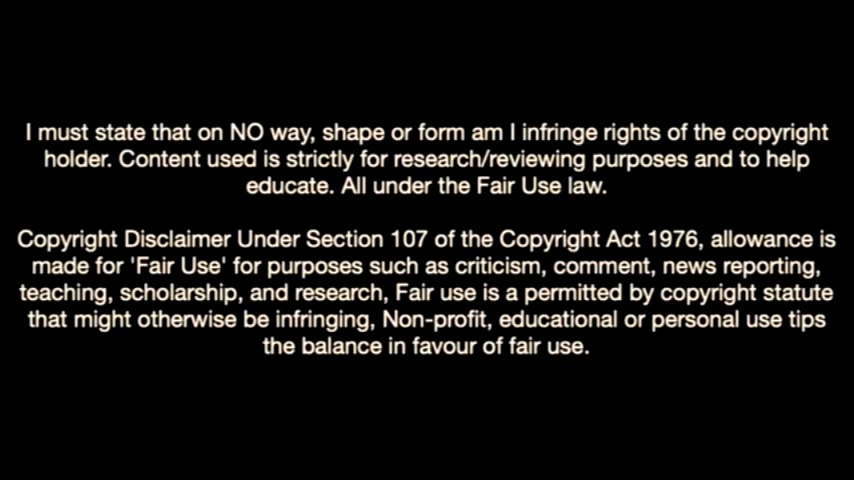 I must state that on NO way, shape or form am I infringe rights of the copyright
holder. Content used is strictly for research/reviewing purposes and to help
educate. All under the Fair Use law.
Copyright Disclaimer Under Section 107 of the Copyright Act 1976, allowance is
made for 'Fair Use' for purposes such as criticism, comment, news reporting,
teaching, scholarship, and research, Fair use is a permitted by copyright statute
that might otherwise be infringing, Non-profit, educational or personal use tips
the balance in favour of fair use.